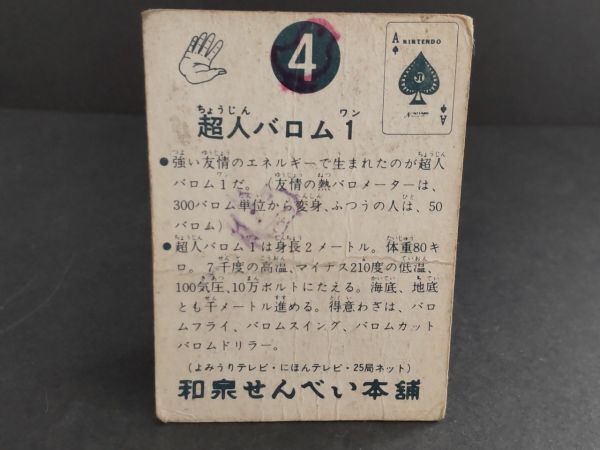 4
A NINTENDO
A
超人バロム1
ちょうじん ワン
●強い友情のエネルギーで生まれたのが超人
バロム1だ。(友情の熱バロメーターは、
300バロム単位から変身、ふつうの人は、50
バロム)
●超人バロム1は身長2メートル。体重80キ
ロ。7千度の高温、マイナス210度の低温、
100気圧、10万ボルトにたえる。海底、地底
とも千メートル進める。得意わざは、バロ
ムフライ、バロムスイング、バロムカット
バロムドリラー。
(よみうりテレビ・にほんテレビ・25局ネット)
和泉せんべい本舗